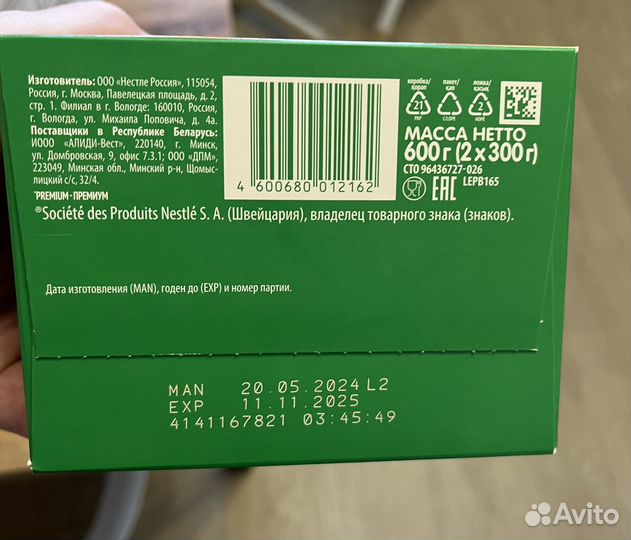 Изготовитель: ООО «Нестле Россия», 115054,
Россия, г. Москва, Павелецкая площадь, д. 2,
стр. 1. Филиал в г. Вологде: 160010, Россия,
г. Вологда, ул. Михаила Поповича, д. 4а.
Поставщики в Республике Беларусь:
ИООО «АЛИДИ-Вест», 220140, г. Минск,
ул. Домбровская, 9, офис 7.3.1; ООО «ДПМ»,
223049, Минская обл., Минский р-н, Щомыс-
лицкий с/с, 32/4.
*PREMIUM-ПРЕМИУМ
4 600680 012162
коробка/ қорап
пакет/ қап
ложка/ қасық
21 PAP
C/LDPE
2 HDPE
МАССА НЕТТО
600 г (2 x 300 г)
СТО 96436727-026
EAC LEPB165
®Société des Produits Nestlé S. A. (Швейцария), владелец товарного знака (знаков).
Дата изготовления (MAN), годен до (EXP) и номер партии.
MAN 20.05.2024 L2
EXP 11.11.2025
4141167821 03:45:49
Avito